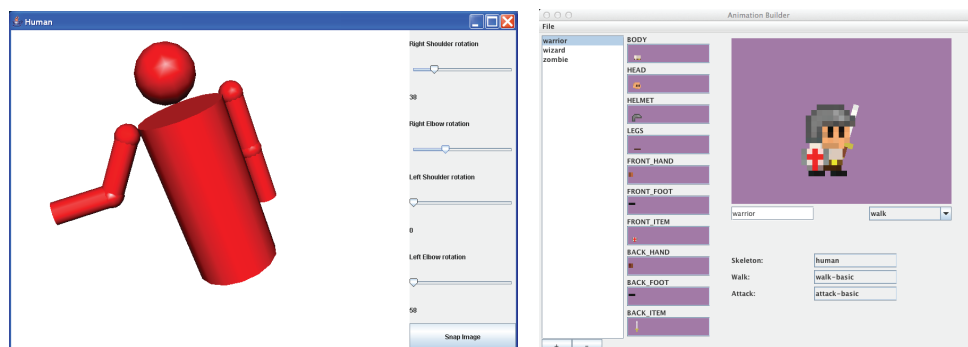 Human
Right Shoulder rotation
30
Right Elbow rotation
Left Shoulder rotation
0
Left Elbow rotation
58
Snap Image
Animation Builder
File
warrior
wizard
zombie
BODY
HEAD
HELMET
LEGS
FRONT_HAND
FRONT_FOOT
FRONT_ITEM
BACK_HAND
BACK_FOOT
BACK_ITEM
warrior
walk
Skeleton:
human
Walk:
walk-basic
Attack:
attack-basic
+
-